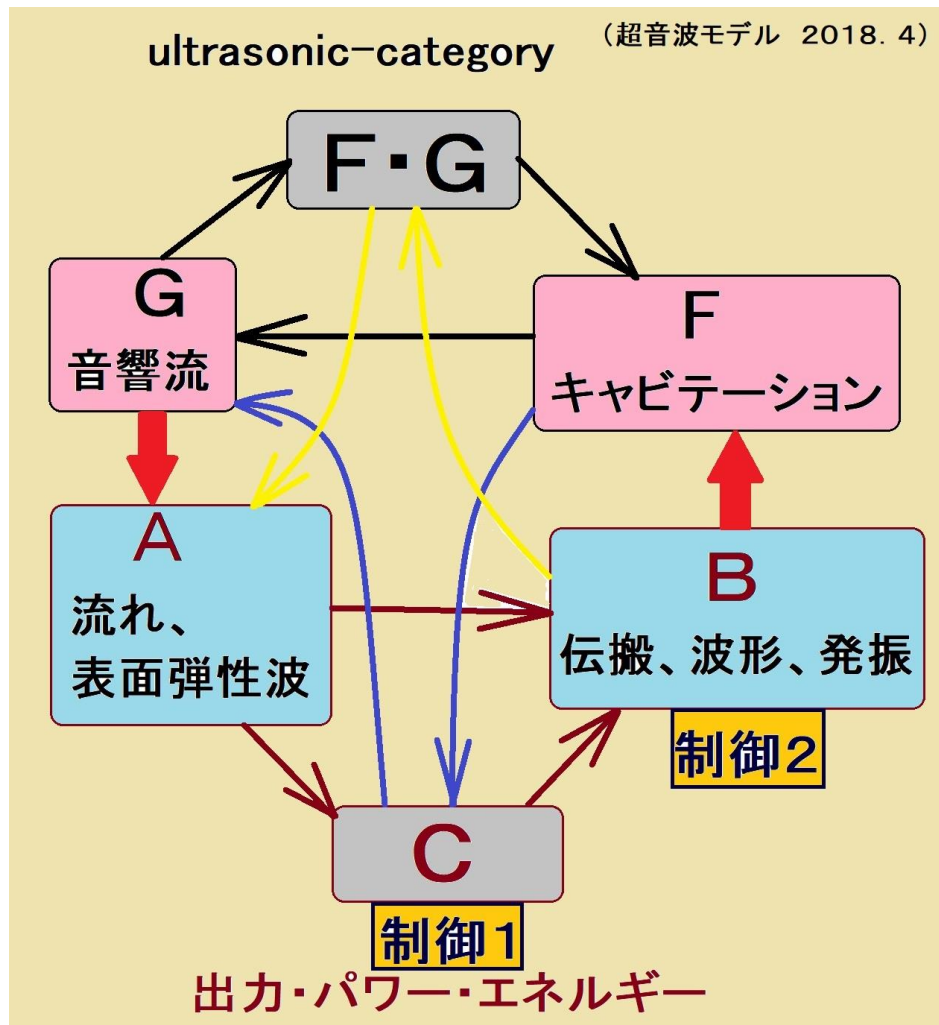 ultrasonic-category
(超音波モデル 2018. 4)
F・G
G
音響流
F
キャビテーション
A
流れ、
表面弾性波
B
伝搬、波形、発振
制御2
C
制御1
出力・パワー・エネルギー